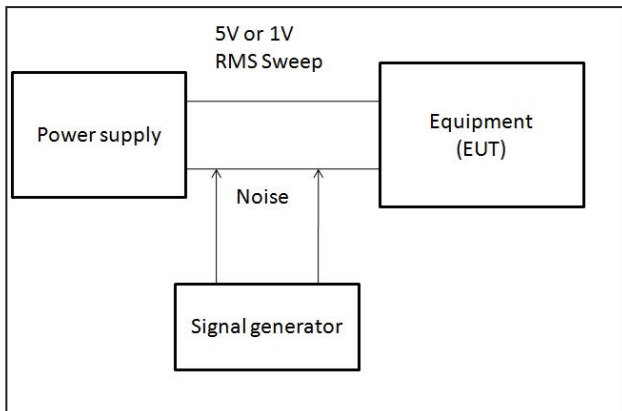 5V or 1V
RMS Sweep
Power supply
Equipment
(EUT)
Noise
Signal generator